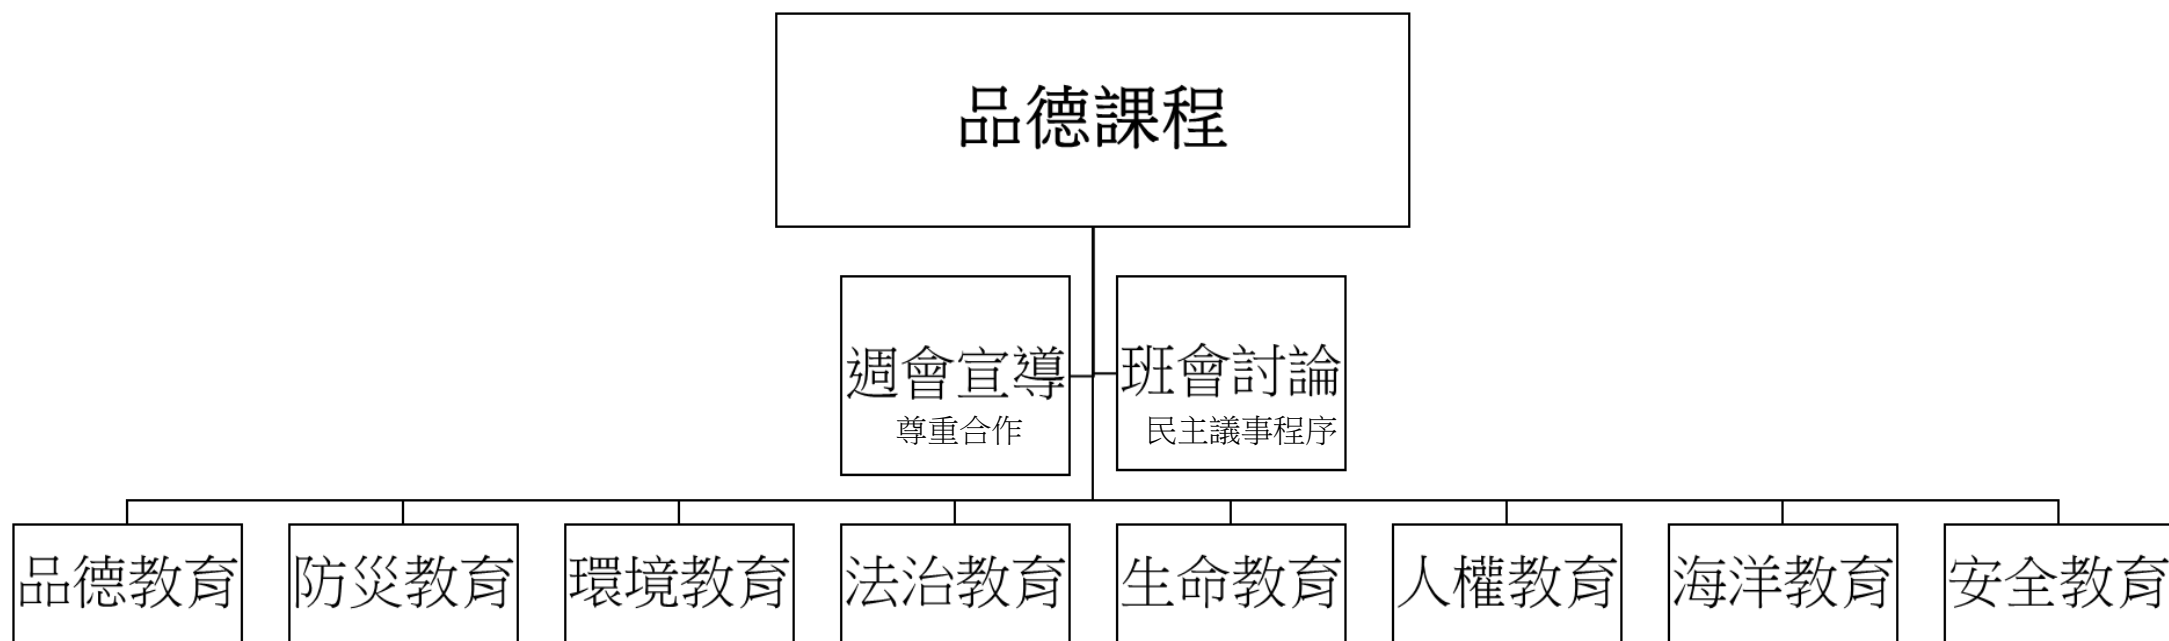 品德課程
週會宣導
尊重合作
班會討論
民主議事程序
品德教育
防災教育
環境教育
法治教育
生命教育
人權教育
海洋教育
安全教育